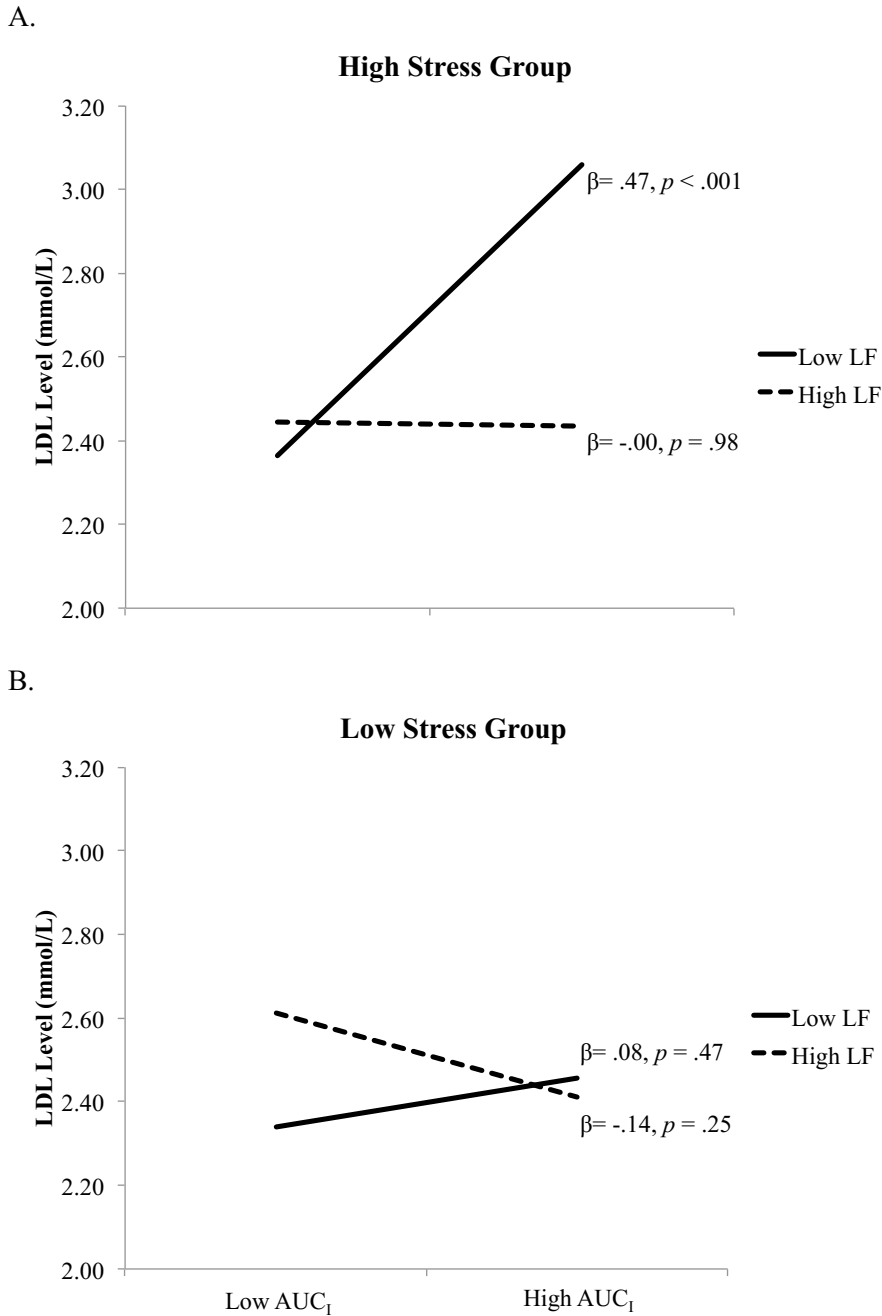 A.
High Stress Group
3.20
3.00
2.80
2.60
2.40
2.20
2.00
LDL Level (mmol/L)
β= .47, p < .001
β= -.00, p = .98
Low LF
High LF
B.
Low Stress Group
3.20
3.00
2.80
2.60
2.40
2.20
2.00
LDL Level (mmol/L)
β= .08, p = .47
β= -.14, p = .25
Low LF
High LF
Low AUCI
High AUCI